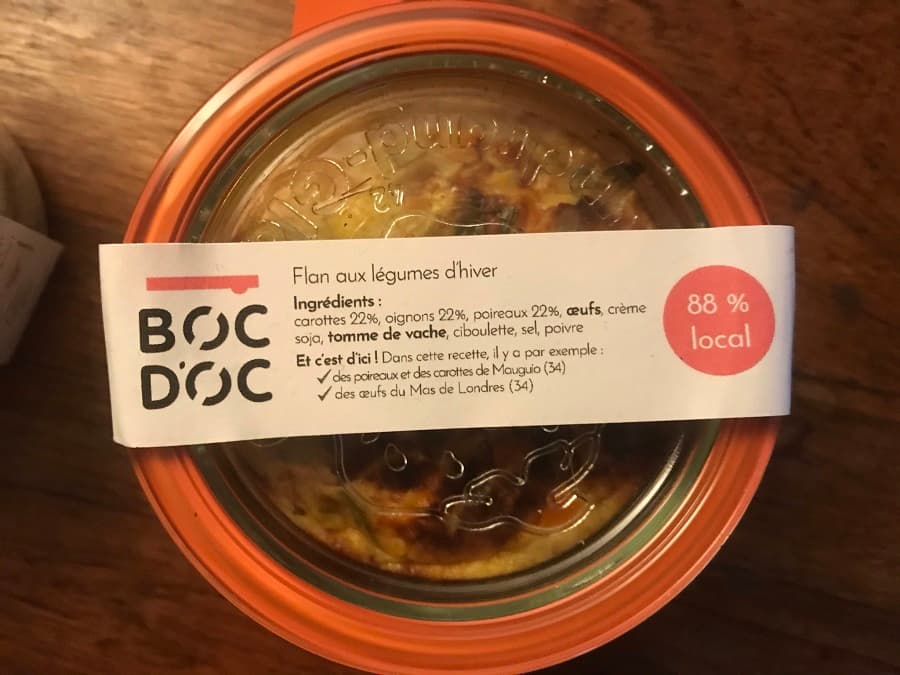 BOC
D'OC
Flan aux légumes d'hiver
Ingrédients :
carottes 22%, oignons 22%, poireaux 22%, œufs, crème
soja, tomme de vache, ciboulette, sel, poivre
Et c'est d'ici ! Dans cette recette, il y a par exemple :
✓ des poireaux et des carottes de Mauguio (34)
✓ des œufs du Mas de Londres (34)
88 %
local